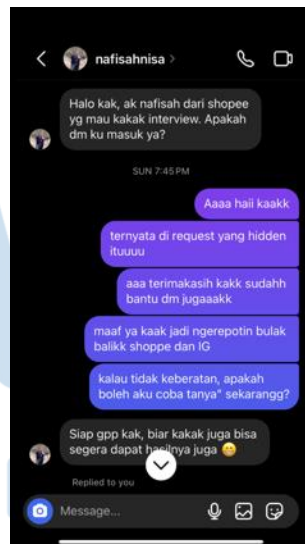 nafisahnisa >
Halo kak, ak nafisah dari shopee
yg mau kakak interview. Apakah
dm ku masuk ya?
SUN 7:45 PM
Aaaa haii kaakk
ternyata di request yang hidden
ituuuu
aaa terimakasih kakk sudahh
bantu dm jugaaakk
maaf ya kaak jadi ngerepotin bulak
balikk shoppe dan IG
kalau tidak keberatan, apakah
boleh aku coba tanya" sekarangg?
Siap gpp kak, biar kakak juga bisa
segera dapat hasilnya juga 😁
Replied to you
Message...